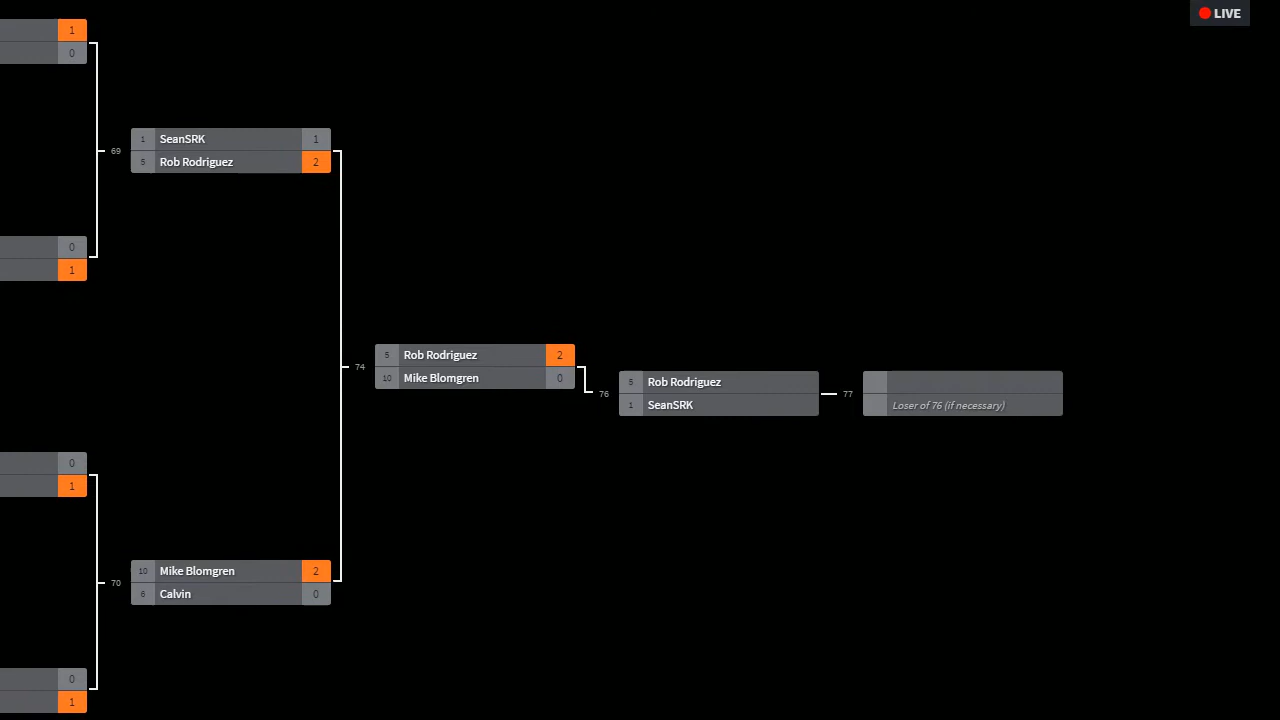 LIVE
1
0
0
1
69
1 SeanSRK 1
5 Rob Rodriguez 2
0
1
0
1
70
10 Mike Blomgren 2
6 Calvin 0
74
5 Rob Rodriguez 2
10 Mike Blomgren 0
76
5 Rob Rodriguez
1 SeanSRK
77
Loser of 76 (if necessary)